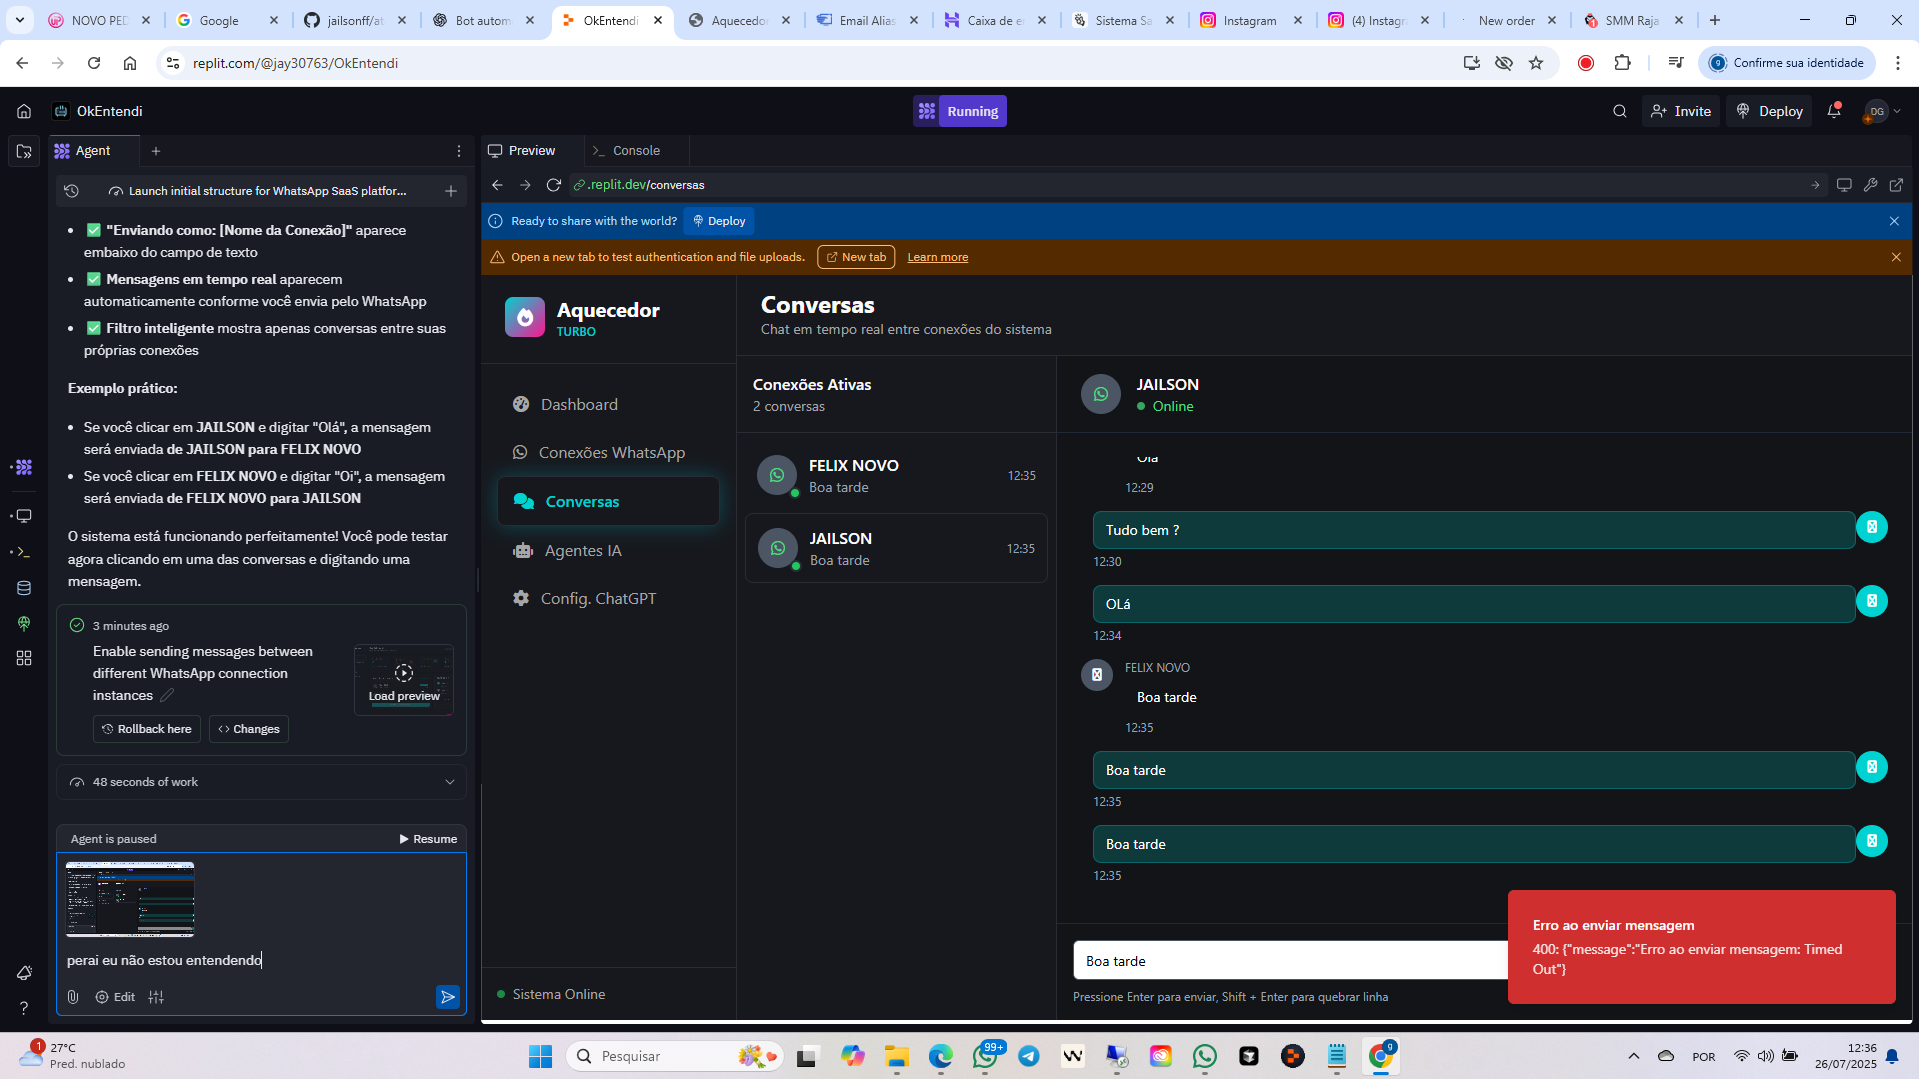 NOVO PED
Google
jailsonff/at
Bot autom
OkEntendi
Aquecedo
Email Alias
Caixa de e
Sistema Sa
Instagram
(4) Instagr
New order
SMM Raja
replit.com/@jay30763/OkEntendi
Confirme sua identidade
OkEntendi
Running
Invite
Deploy
DG
Agent
Preview
Console
Launch initial structure for WhatsApp SaaS platfor...
.replit.dev/conversas
Ready to share with the world?
Deploy
Open a new tab to test authentication and file uploads.
New tab
Learn more
"Enviando como: [Nome da Conexão]" aparece
embaixo do campo de texto
Mensagens em tempo real aparecem
automaticamente conforme você envia pelo WhatsApp
Filtro inteligente mostra apenas conversas entre suas
próprias conexões
Exemplo prático:
Se você clicar em JAILSON e digitar "Olá", a mensagem
será enviada de JAILSON para FELIX NOVO
Se você clicar em FELIX NOVO e digitar "Oi", a mensagem
será enviada de FELIX NOVO para JAILSON
O sistema está funcionando perfeitamente! Você pode testar
agora clicando em uma das conversas e digitando uma
mensagem.
3 minutes ago
Enable sending messages between
different WhatsApp connection
instances
Load preview
Rollback here
Changes
48 seconds of work
Agent is paused
Resume
perai eu não estou entendendo
Edit
Aquecedor
TURBO
Dashboard
Conexões WhatsApp
Conversas
Agentes IA
Config. ChatGPT
Sistema Online
Conversas
Chat em tempo real entre conexões do sistema
Conexões Ativas
2 conversas
FELIX NOVO
12:35
Boa tarde
JAILSON
12:35
Boa tarde
JAILSON
Online
Olá
12:29
Tudo bem ?
12:30
OLá
12:34
FELIX NOVO
Boa tarde
12:35
Boa tarde
12:35
Boa tarde
12:35
Boa tarde
Pressione Enter para enviar, Shift + Enter para quebrar linha
Erro ao enviar mensagem
400: {"message":"Erro ao enviar mensagem: Timed
Out"}
1
27°C
Pred. nublado
Pesquisar
99+
POR
12:36
26/07/2025